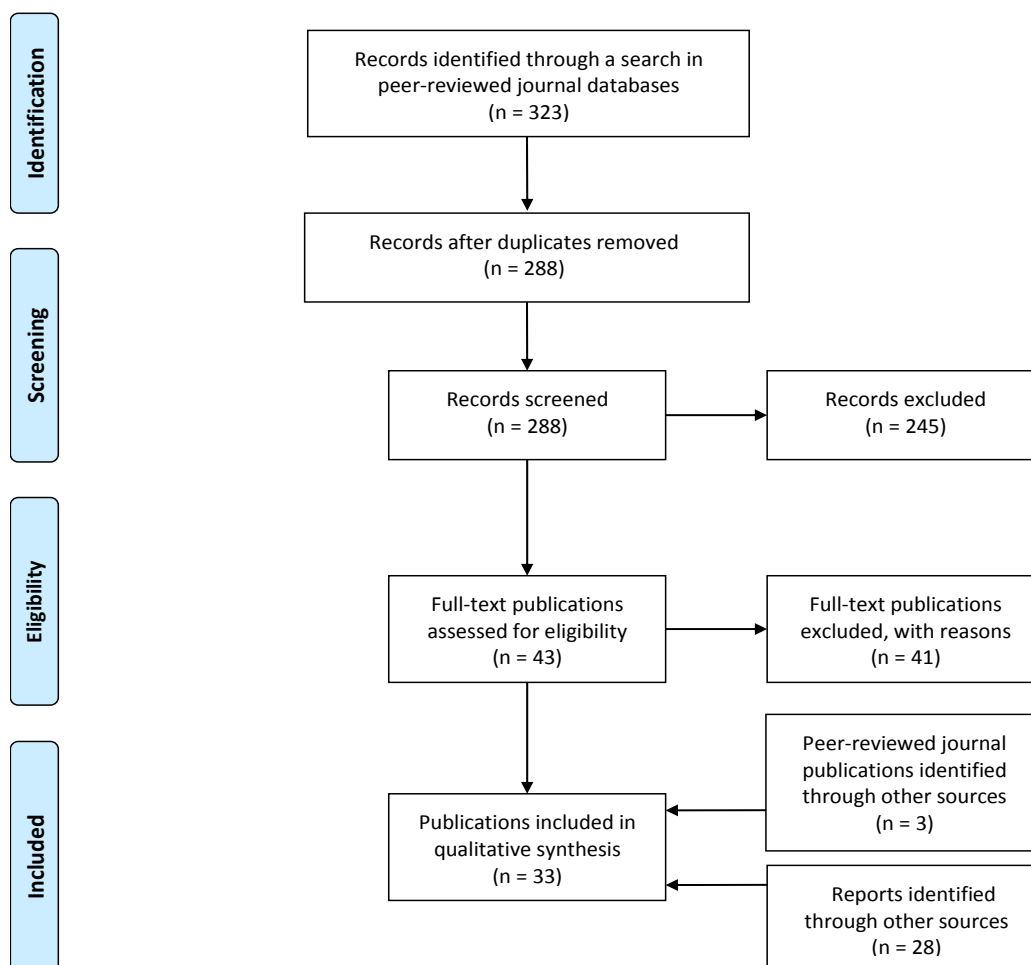 Identification
Records identified through a search in
peer-reviewed journal databases
(n = 323)
Records after duplicates removed
(n = 288)
Screening
Records screened
(n = 288)
Records excluded
(n = 245)
Eligibility
Full-text publications
assessed for eligibility
(n = 43)
Full-text publications
excluded, with reasons
(n = 41)
Included
Publications included in
qualitative synthesis
(n = 33)
Peer-reviewed journal
publications identified
through other sources
(n = 3)
Reports identified
through other sources
(n = 28)